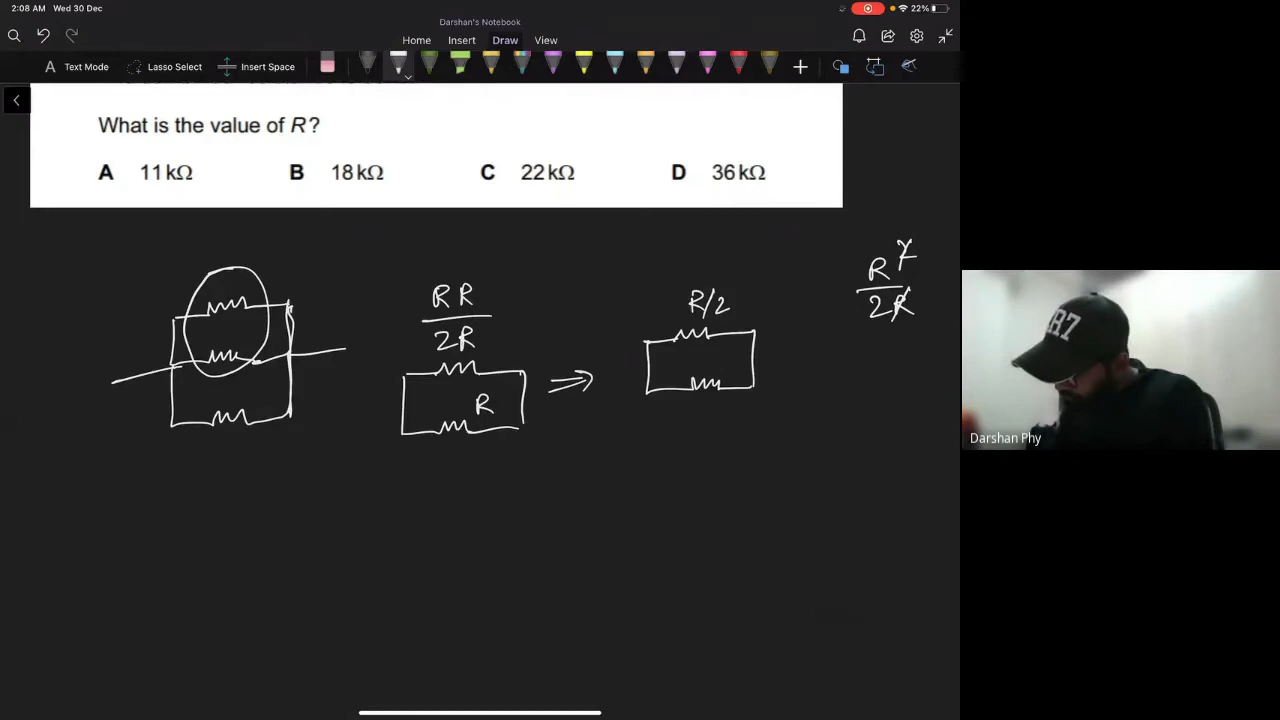 2:08 AM Wed 30 Dec
22%
Darshan's Notebook
Home Insert Draw View
Text Mode Lasso Select Insert Space
What is the value of R?
A 11 kΩ B 18 kΩ C 22 kΩ D 36 kΩ
R R
2R
R
R/2
R
2R
R7
Darshan Phy